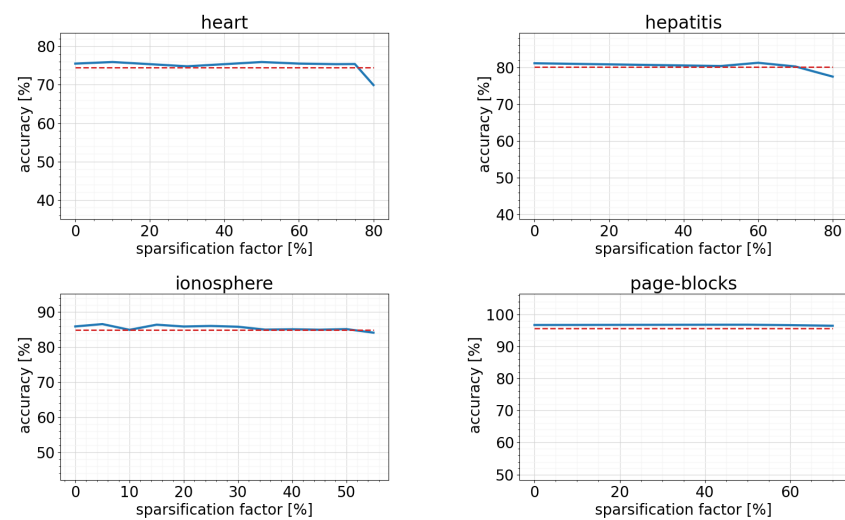 heart
accuracy [%]
80
70
60
50
40
0 20 40 60 80
sparsification factor [%]
hepatitis
accuracy [%]
80
70
60
50
40
0 20 40 60 80
sparsification factor [%]
ionosphere
accuracy [%]
90
80
70
60
50
0 10 20 30 40 50
sparsification factor [%]
page-blocks
accuracy [%]
100
90
80
70
60
50
0 20 40 60
sparsification factor [%]